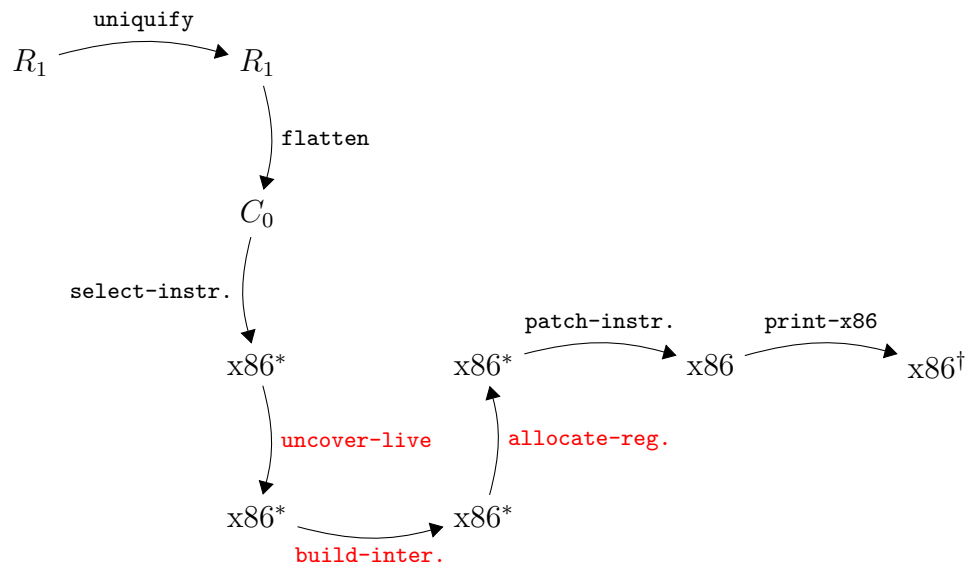 uniquify
R₁
R₁
flatten
C₀
select-instr.
patch-instr.
print-x86
x86*
x86*
x86
x86†
uncover-live
allocate-reg.
x86*
x86*
build-inter.